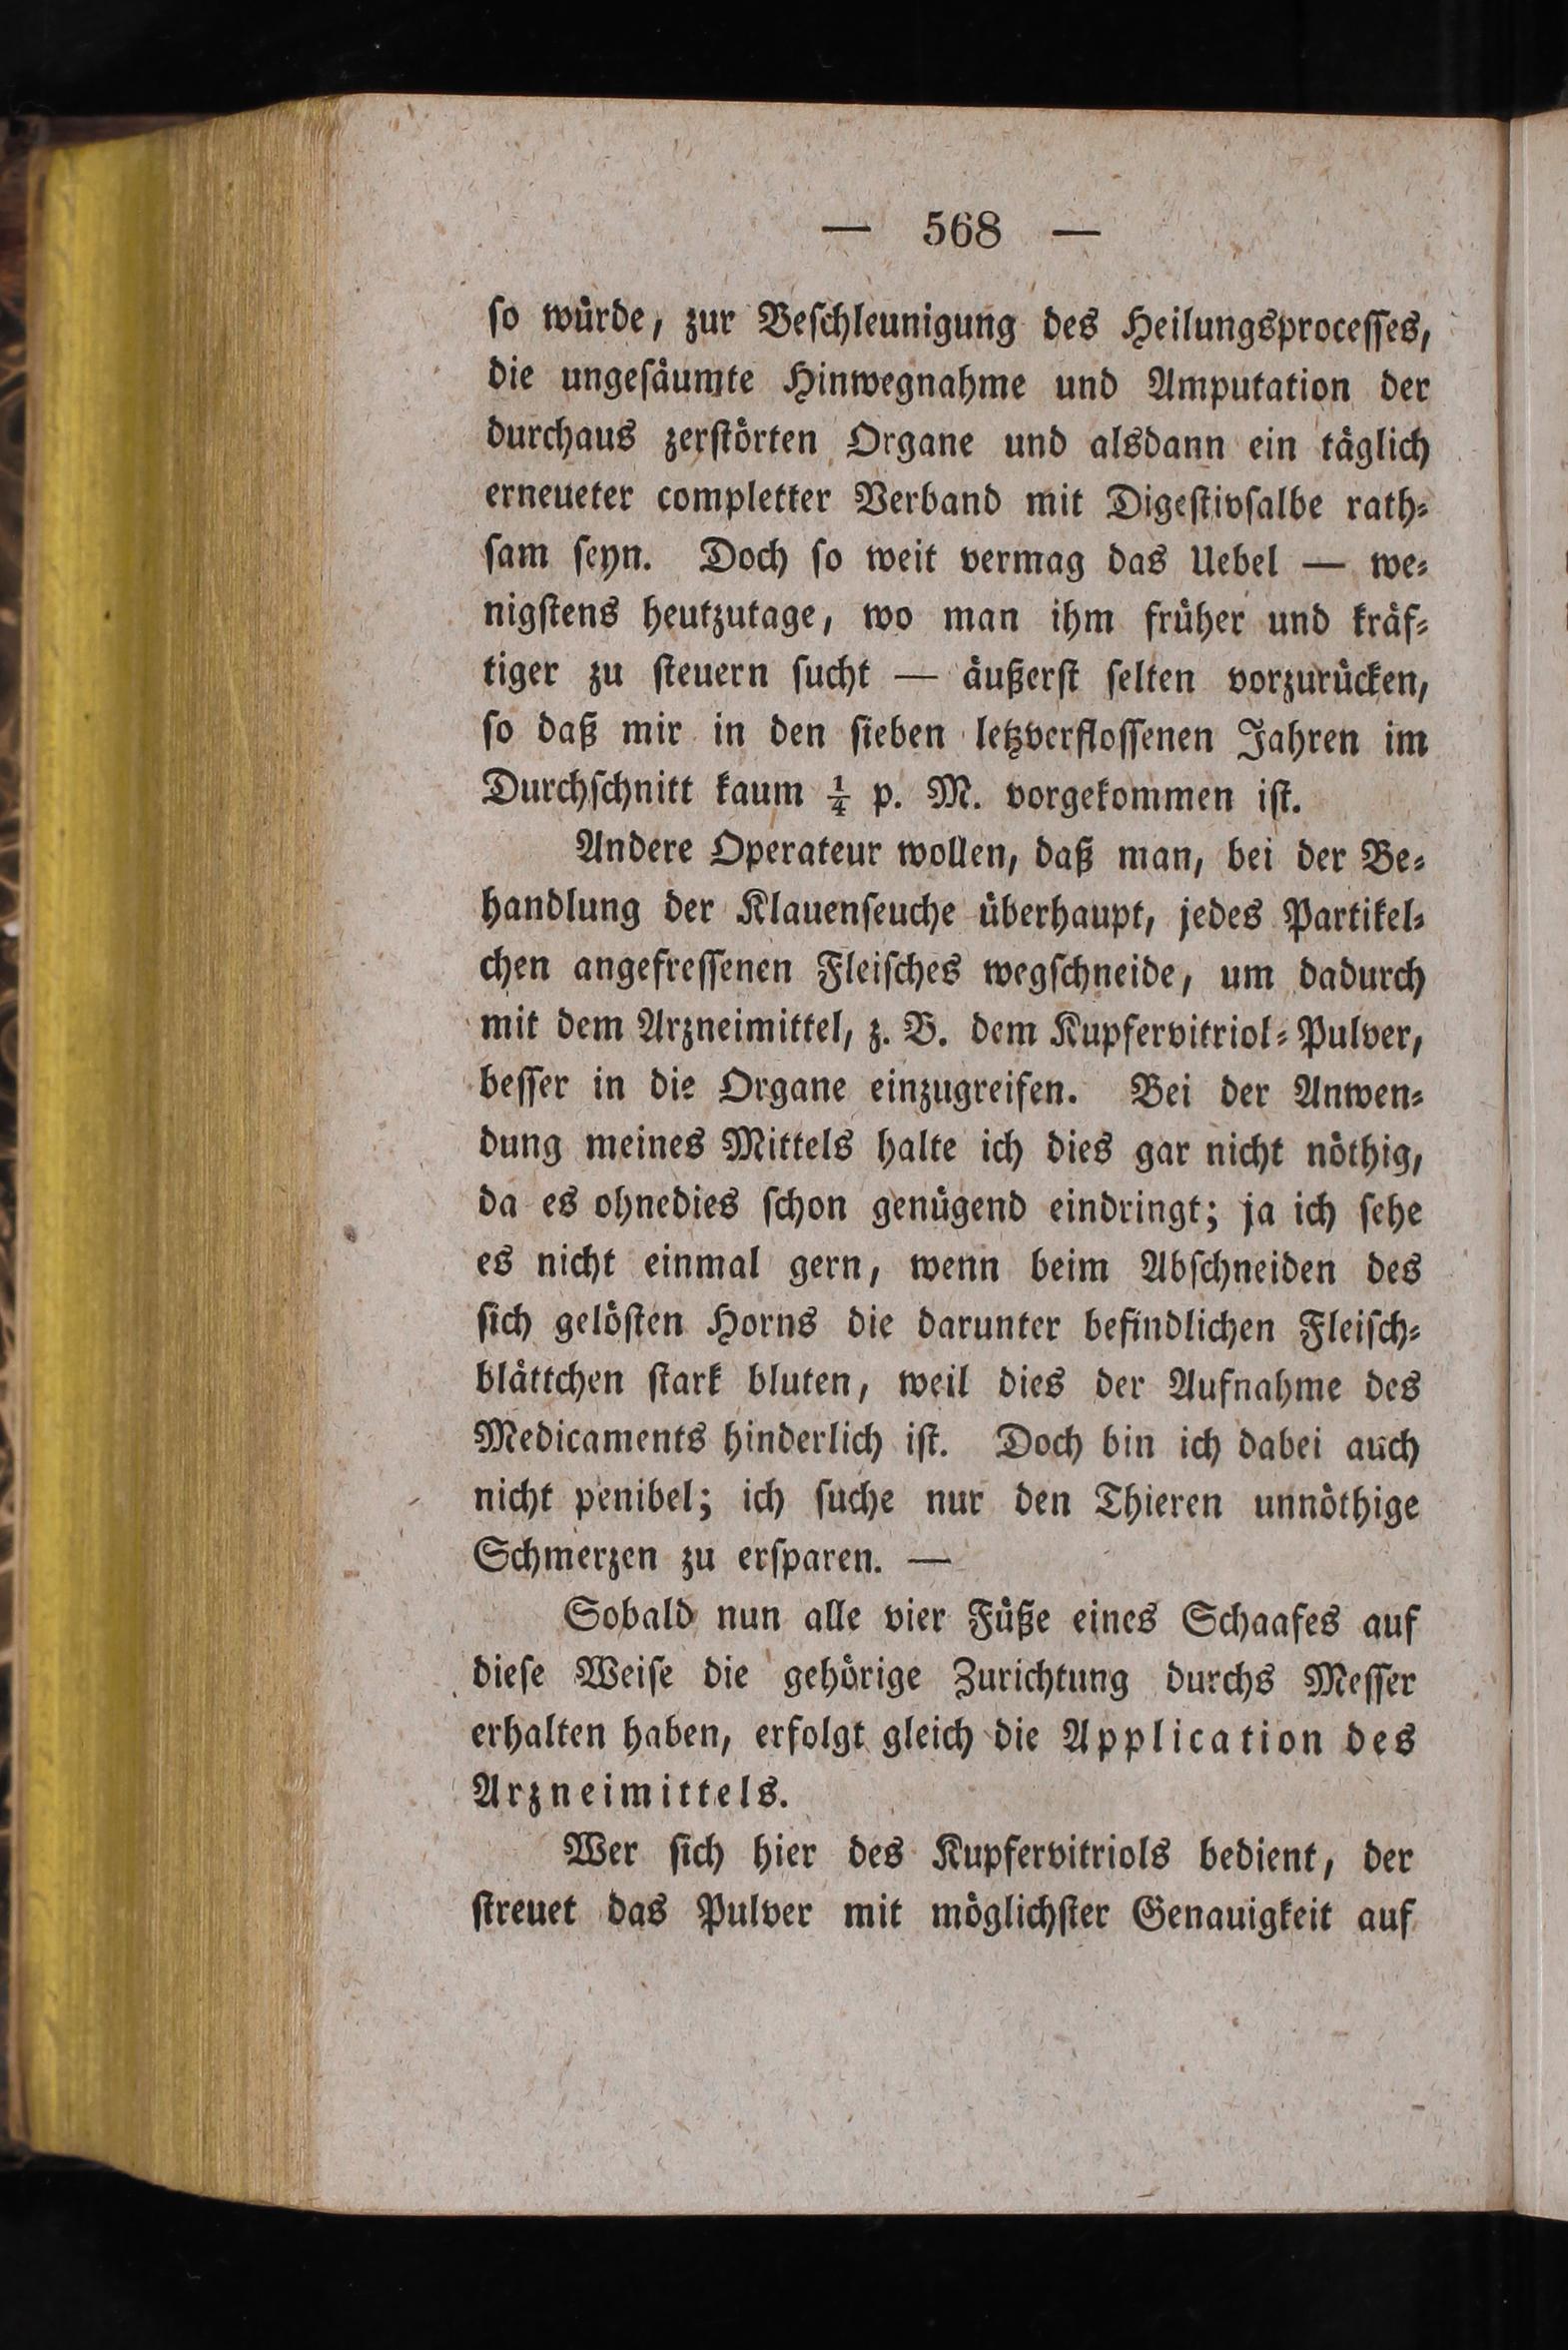 — 568 —
so würde, zur Beschleunigung des Heilungsprocesses,
die ungesäumte Hinwegnahme und Amputation der
durchaus zerstörten Organe und alsdann ein täglich
erneueter completter Verband mit Digestivsalbe rath-
sam seyn. Doch so weit vermag das Uebel — we-
nigstens heutzutage, wo man ihm früher und kräf-
tiger zu steuern sucht — äußerst selten vorzurücken,
so daß mir in den sieben letzverflossenen Jahren im
Durchschnitt kaum ¼ p. M. vorgekommen ist.
Andere Operateur wollen, daß man, bei der Be-
handlung der Klauenseuche überhaupt, jedes Partikel-
chen angefressenen Fleisches wegschneide, um dadurch
mit dem Arzneimittel, z. B. dem Kupfervitriol-Pulver,
besser in die Organe einzugreifen. Bei der Anwen-
dung meines Mittels halte ich dies gar nicht nöthig,
da es ohnedies schon genügend eindringt; ja ich sehe
es nicht einmal gern, wenn beim Abschneiden des
sich gelösten Horns die darunter befindlichen Fleisch-
blättchen stark bluten, weil dies der Aufnahme des
Medicaments hinderlich ist. Doch bin ich dabei auch
nicht penibel; ich suche nur den Thieren unnöthige
Schmerzen zu ersparen. —
Sobald nun alle vier Füße eines Schaafes auf
diese Weise die gehörige Zurichtung durchs Messer
erhalten haben, erfolgt gleich die Application des
Arzneimittels.
Wer sich hier des Kupfervitriols bedient, der
streuet das Pulver mit möglichster Genauigkeit auf